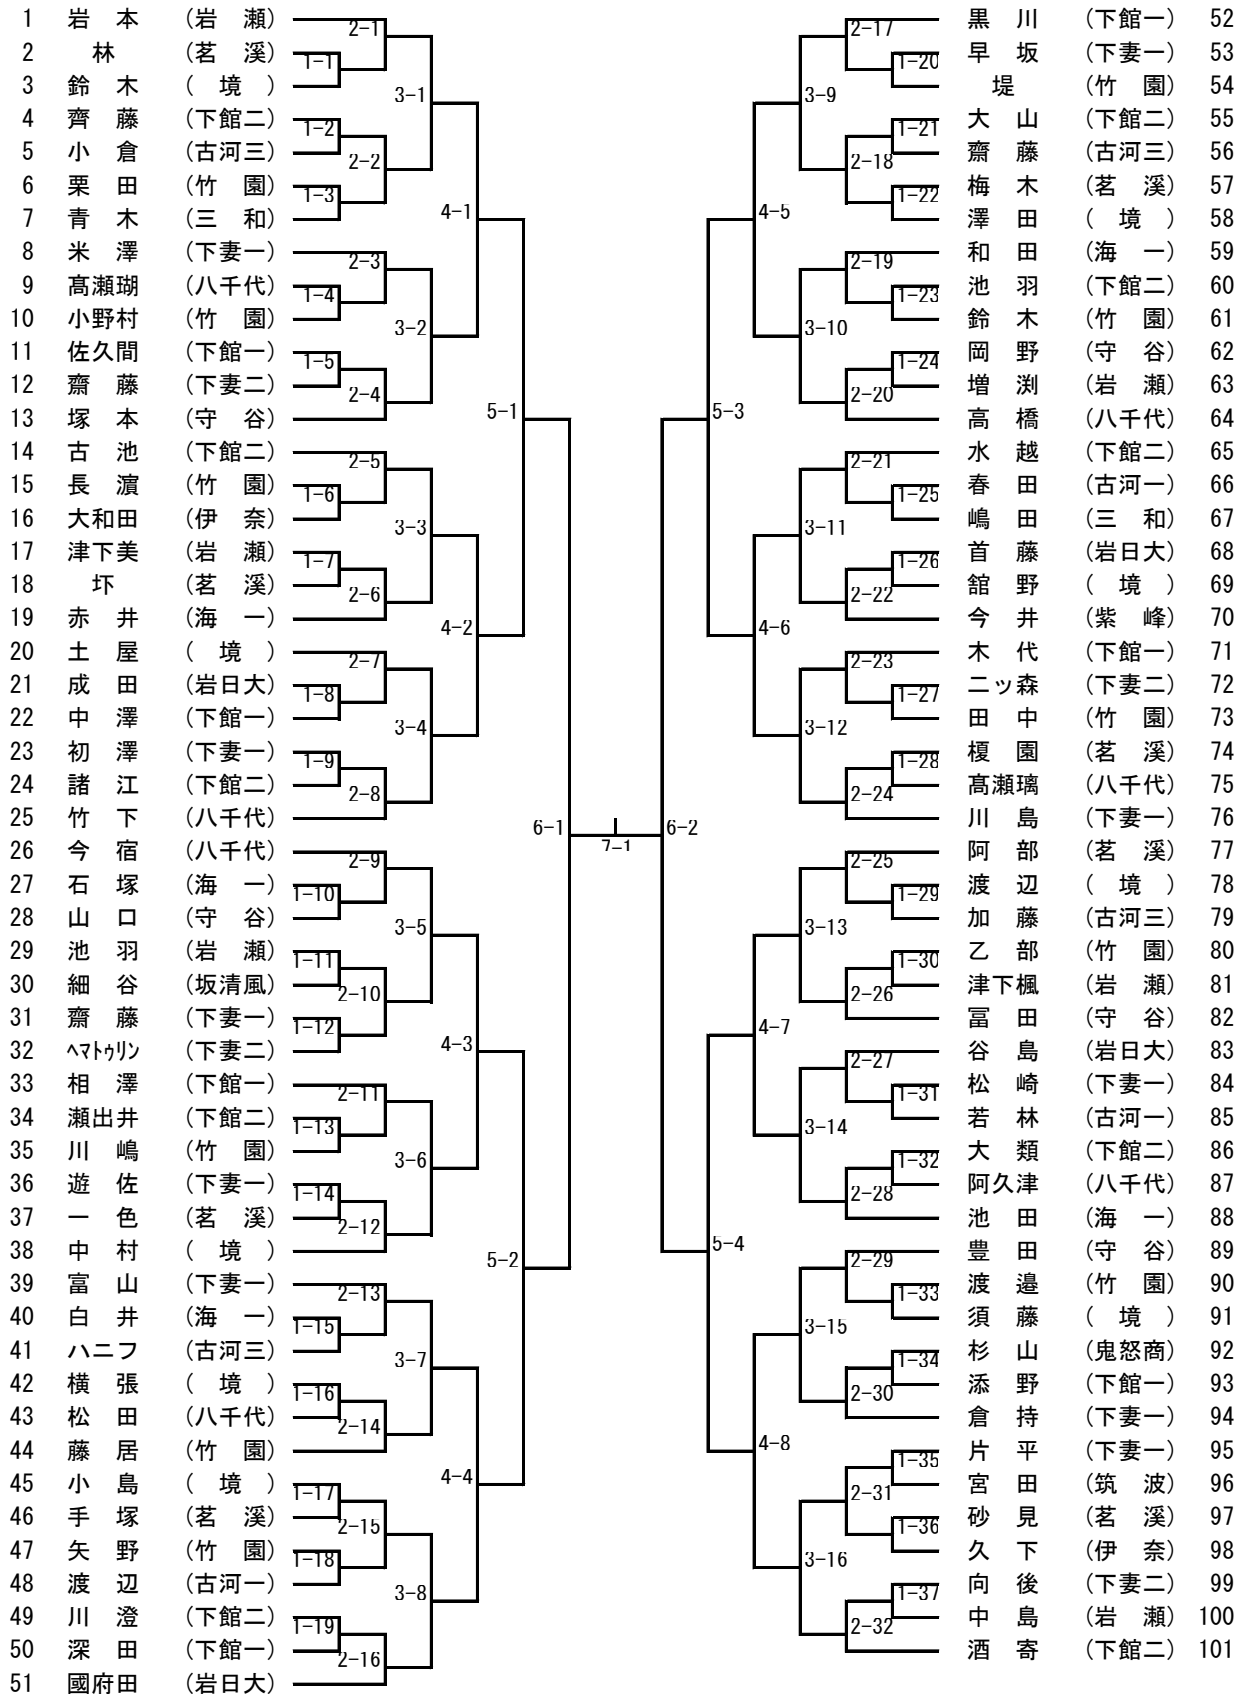 1 岩 本 （岩 瀬）
2 林 （茗 溪）
3 鈴 木 （ 境 ）
4 齊 藤 （下館二）
5 小 倉 （古河三）
6 栗 田 （竹 園）
7 青 木 （三 和）
8 米 澤 （下妻一）
9 髙瀬瑚 （八千代）
10 小野村 （竹 園）
11 佐久間 （下館一）
12 齋 藤 （下妻二）
13 塚 本 （守 谷）
14 古 池 （下館二）
15 長 濵 （竹 園）
16 大和田 （伊 奈）
17 津下美 （岩 瀬）
18 圷 （茗 溪）
19 赤 井 （海 一）
20 土 屋 （ 境 ）
21 成 田 （岩日大）
22 中 澤 （下館一）
23 初 澤 （下妻一）
24 諸 江 （下館二）
25 竹 下 （八千代）
26 今 宿 （八千代）
27 石 塚 （海 一）
28 山 口 （守 谷）
29 池 羽 （岩 瀬）
30 細 谷 （坂清風）
31 齋 藤 （下妻一）
32 ﾍﾏﾄｩﾘﾝ （下妻二）
33 相 澤 （下館一）
34 瀬出井 （下館二）
35 川 嶋 （竹 園）
36 遊 佐 （下妻一）
37 一 色 （茗 溪）
38 中 村 （ 境 ）
39 富 山 （下妻一）
40 白 井 （海 一）
41 ハニフ （古河三）
42 横 張 （ 境 ）
43 松 田 （八千代）
44 藤 居 （竹 園）
45 小 島 （ 境 ）
46 手 塚 （茗 溪）
47 矢 野 （竹 園）
48 渡 辺 （古河一）
49 川 澄 （下館二）
50 深 田 （下館一）
51 國府田 （岩日大）
1-1
1-2
1-3
1-4
1-5
1-6
1-7
1-8
1-9
1-10
1-11
1-12
1-13
1-14
1-15
1-16
1-17
1-18
1-19
2-1
2-2
2-3
2-4
2-5
2-6
2-7
2-8
2-9
2-10
2-11
2-12
2-13
2-14
2-15
2-16
3-1
3-2
3-3
3-4
3-5
3-6
3-7
3-8
4-1
4-2
4-3
4-4
5-1
5-2
6-1
7-1
6-2
5-3
5-4
4-5
4-6
4-7
4-8
3-9
3-10
3-11
3-12
3-13
3-14
3-15
3-16
2-17
2-18
2-19
2-20
2-21
2-22
2-23
2-24
2-25
2-26
2-27
2-28
2-29
2-30
2-31
2-32
1-20
1-21
1-22
1-23
1-24
1-25
1-26
1-27
1-28
1-29
1-30
1-31
1-32
1-33
1-34
1-35
1-36
1-37
黒 川 （下館一） 52
早 坂 （下妻一） 53
堤 （竹 園） 54
大 山 （下館二） 55
齋 藤 （古河三） 56
梅 木 （茗 溪） 57
澤 田 （ 境 ） 58
和 田 （海 一） 59
池 羽 （下館二） 60
鈴 木 （竹 園） 61
岡 野 （守 谷） 62
増 渕 （岩 瀬） 63
高 橋 （八千代） 64
水 越 （下館二） 65
春 田 （古河一） 66
嶋 田 （三 和） 67
首 藤 （岩日大） 68
舘 野 （ 境 ） 69
今 井 （紫 峰） 70
木 代 （下館一） 71
二ッ森 （下妻二） 72
田 中 （竹 園） 73
榎 園 （茗 溪） 74
髙瀬璃 （八千代） 75
川 島 （下妻一） 76
阿 部 （茗 溪） 77
渡 辺 （ 境 ） 78
加 藤 （古河三） 79
乙 部 （竹 園） 80
津下楓 （岩 瀬） 81
冨 田 （守 谷） 82
谷 島 （岩日大） 83
松 崎 （下妻一） 84
若 林 （古河一） 85
大 類 （下館二） 86
阿久津 （八千代） 87
池 田 （海 一） 88
豊 田 （守 谷） 89
渡 邉 （竹 園） 90
須 藤 （ 境 ） 91
杉 山 （鬼怒商） 92
添 野 （下館一） 93
倉 持 （下妻一） 94
片 平 （下妻一） 95
宮 田 （筑 波） 96
砂 見 （茗 溪） 97
久 下 （伊 奈） 98
向 後 （下妻二） 99
中 島 （岩 瀬） 100
酒 寄 （下館二） 101